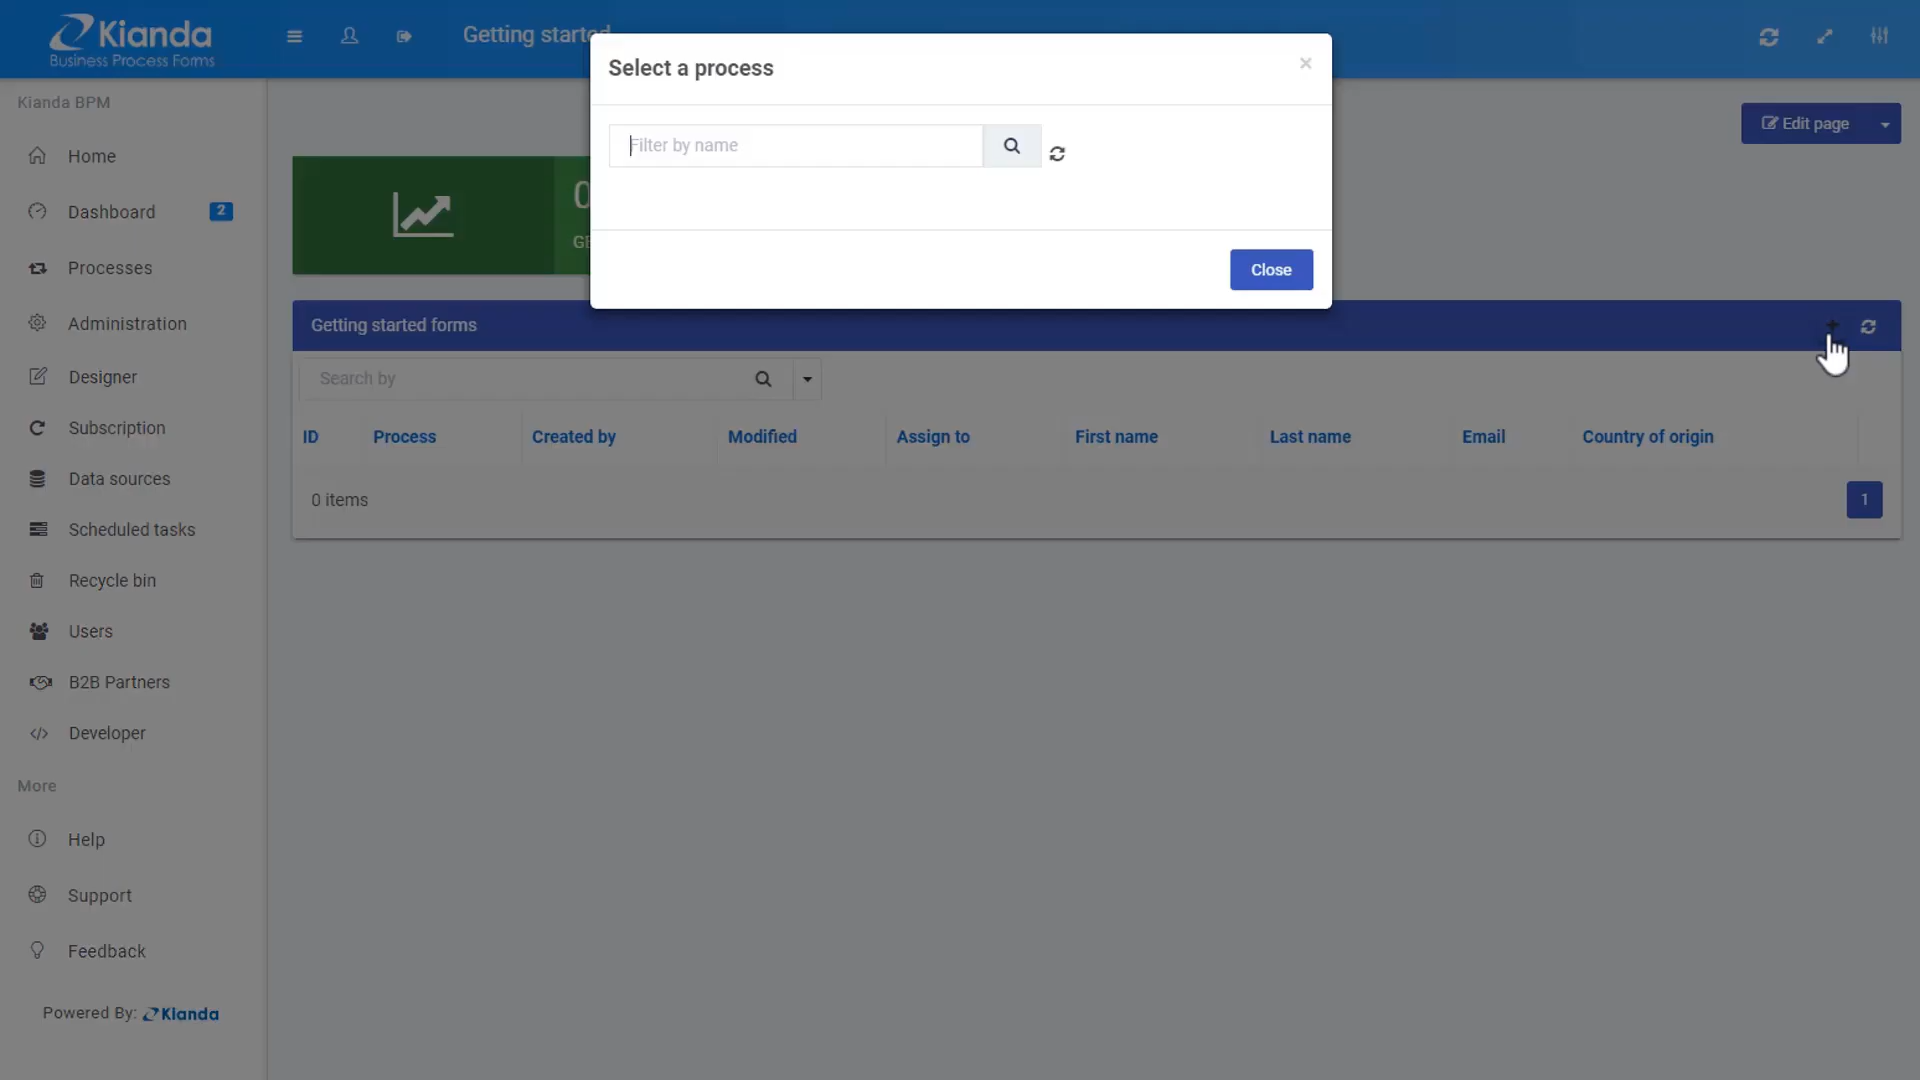 Kianda
Business Process Forms
Getting started
Select a process
Filter by name
Close
Edit page
Kianda BPM
Home
Dashboard 2
Processes
Administration
Designer
Subscription
Data sources
Scheduled tasks
Recycle bin
Users
B2B Partners
Developer
More
Help
Support
Feedback
Powered By: Kianda
0
GE
Getting started forms
Search by
ID Process Created by Modified Assign to First name Last name Email Country of origin
0 items
1